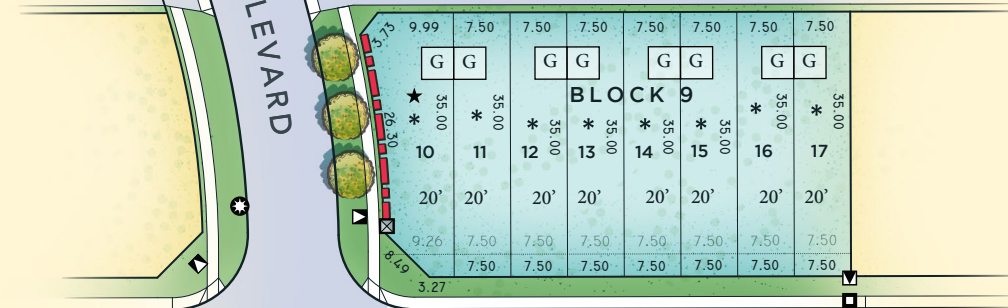 LEVARD
3.73 9.99 7.50 7.50 7.50 7.50 7.50 7.50 7.50
G G G G G G G G
BLOCK 9
★ 35.00 35.00 35.00 35.00 35.00 35.00 35.00 35.00
* * * * * * * *
26.30
10 11 12 13 14 15 16 17
20’ 20’ 20’ 20’ 20’ 20’ 20’ 20’
9.26 7.50 7.50 7.50 7.50 7.50 7.50 7.50
8.49 7.50 7.50 7.50 7.50 7.50 7.50 7.50
3.27